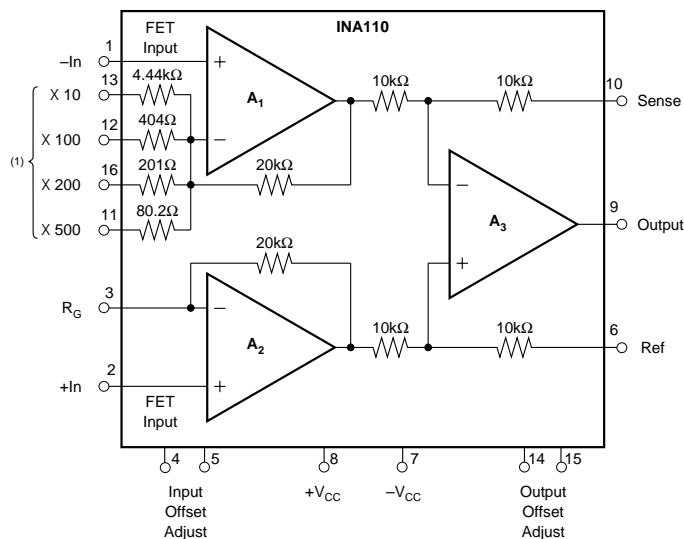 INA110
FET
Input
1
–In
13
X 10
4.44kΩ
12
X 100
404Ω
(1)
16
X 200
201Ω
11
X 500
80.2Ω
+
A1
–
20kΩ
10kΩ
10kΩ
10
Sense
–
A3
+
9
Output
20kΩ
3
RG
–
A2
+
2
+In
FET
Input
10kΩ
10kΩ
6
Ref
4
5
8
7
14
15
Input
Offset
Adjust
+VCC
–VCC
Output
Offset
Adjust